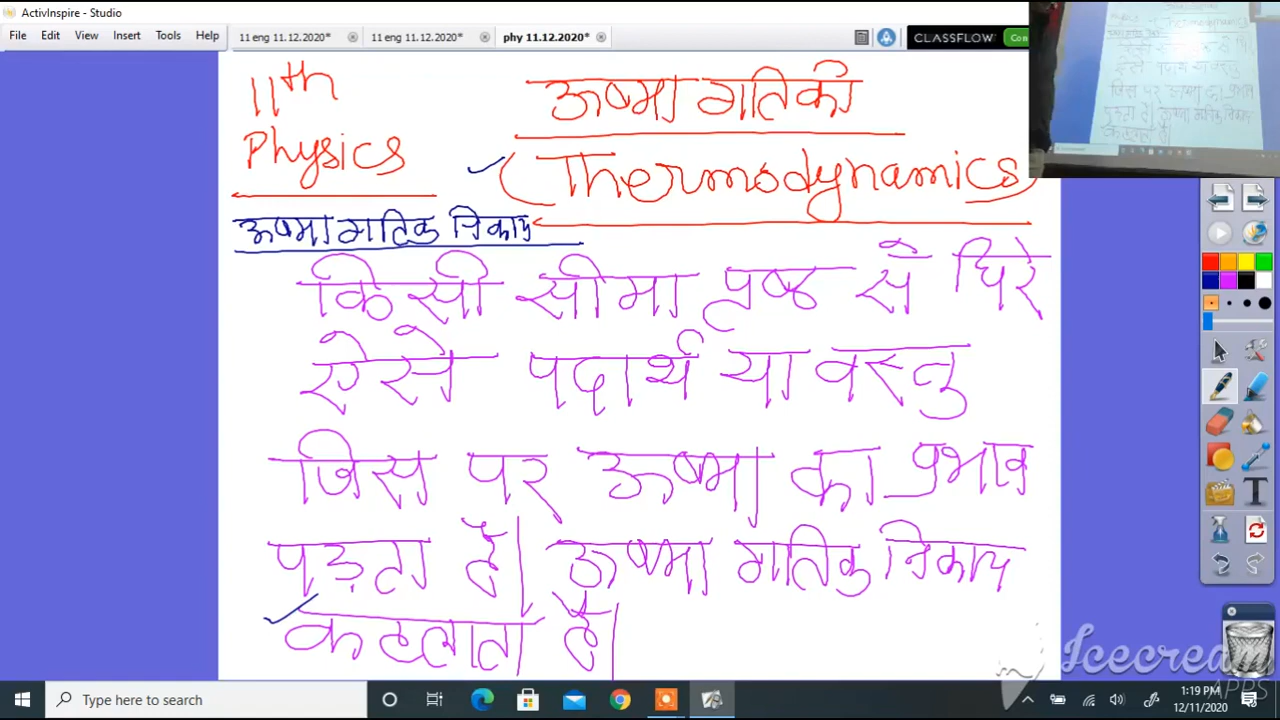 ActivInspire - Studio
File Edit View Insert Tools Help
11 eng 11.12.2020* 11 eng 11.12.2020* phy 11.12.2020* CLASSFLOW
11th
Physics
ऊष्मा गतिकी
(Thermodynamics)
ऊष्मा गतिक निकाय
किसी सीमा पृष्ठ से घिरे
ऐसे पदार्थ या वस्तु
जिस पर ऊष्मा का प्रभाव
पड़ता है। ऊष्मा गतिक निकाय
कहलाता है।
Icecream
APPS
Type here to search
1:19 PM
12/11/2020